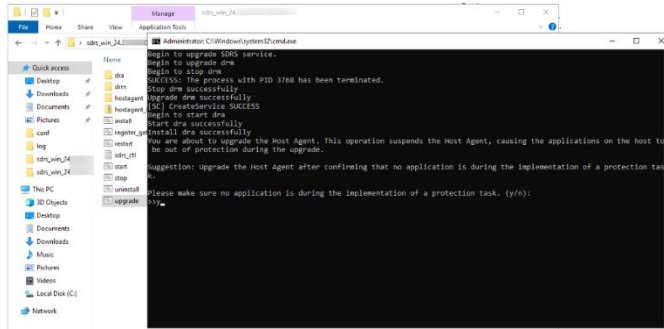 Manage
sdrs_win_24
File
Home
Share
View
Application Tools
sdrs_win_24.3
Administrator: C:\Windows\system32\cmd.exe
Name
Quick access
Desktop
Downloads
Documents
Pictures
conf
log
sdrs_win_24
sdrs_win_24
This PC
3D Objects
Desktop
Documents
Downloads
Music
Pictures
Videos
Local Disk (C:)
Network
dra
drm
hostagent
hostagent_
install
register_ga
restart
sdrs_ctl
start
stop
uninstall
upgrade
Begin to upgrade SDRS service.
Begin to upgrade drm
Begin to stop drm
SUCCESS: The process with PID 3768 has been terminated.
Stop drm successfully
Upgrade drm successfully
[SC] CreateService SUCCESS
Begin to start dra
Start dra successfully
Install dra successfully
You are about to upgrade the Host Agent. This operation suspends the Host Agent, causing the applications on the host to
be out of protection during the upgrade.
Suggestion: Upgrade the Host Agent after confirming that no application is during the implementation of a protection tas
k.
Please make sure no application is during the implementation of a protection task. (y/n):
>>y_